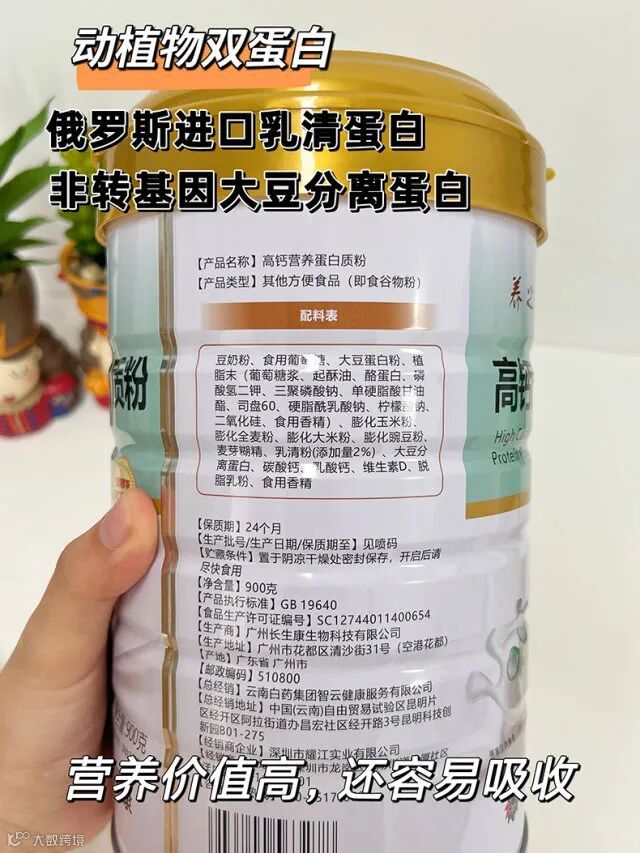 动植物双蛋白
俄罗斯进口乳清蛋白
非转基因大豆分离蛋白
【产品名称】高钙营养蛋白质粉
【产品类型】其他方便食品（即食谷物粉）
配料表
豆奶粉、食用葡萄糖、大豆蛋白粉、植
脂末（葡萄糖浆、起酥油、酪蛋白、磷
酸氢二钾、三聚磷酸钠、单硬脂酸甘油
酯、司盘60、硬脂酰乳酸钠、柠檬酸钠、
二氧化硅、食用香精）、膨化玉米粉、
膨化全麦粉、膨化大米粉、膨化豌豆粉、
麦芽糊精、乳清粉(添加量2%）、大豆分
离蛋白、碳酸钙、乳酸钙、维生素D、脱
脂乳粉、食用香精
【保质期】24个月
【生产批号/生产日期/保质期至】见喷码
【贮藏条件】置于阴凉干燥处密封保存，开启后请
尽快食用
【净含量】900克
【产品执行标准】GB 19640
【食品生产许可证编号】SC12744011400654
【生产商】广州长生康生物科技有限公司
【生产地址】广州市花都区清沙街31号（空港花都）
【产地】广东省 广州市
【邮政编码】510800
【总经销】云南白药集团智云健康服务有限公司
【总经销地址】中国(云南)自由贸易试验区昆明片
区经开区阿拉街道办昌宏社区经开路3号昆明科技创
新园B01-275
【经销商企业】深圳市耀江实业有限公司
营养价值高，还容易吸收
质粉
900克
养
高钙
High Ca
Protein
大数跨境